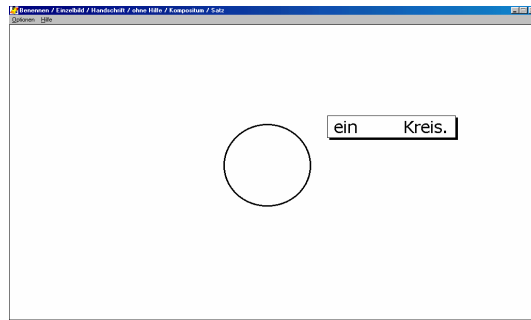 Benennen / Einzelbild / Handschrift / ohne Hilfe / Kompositum / Satz
Optionen Hilfe
ein Kreis.